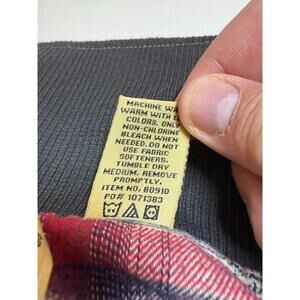 MACHINE WA
WARM WITH
COLORS. ONLY
NON-CHLORINE
BLEACH WHEN
NEEDED. DO NOT
USE FABRIC
SOFTENERS.
TUMBLE DRY
MEDIUM. REMOVE
PROMPTLY.
ITEM NO. 80910
PO# 1071383